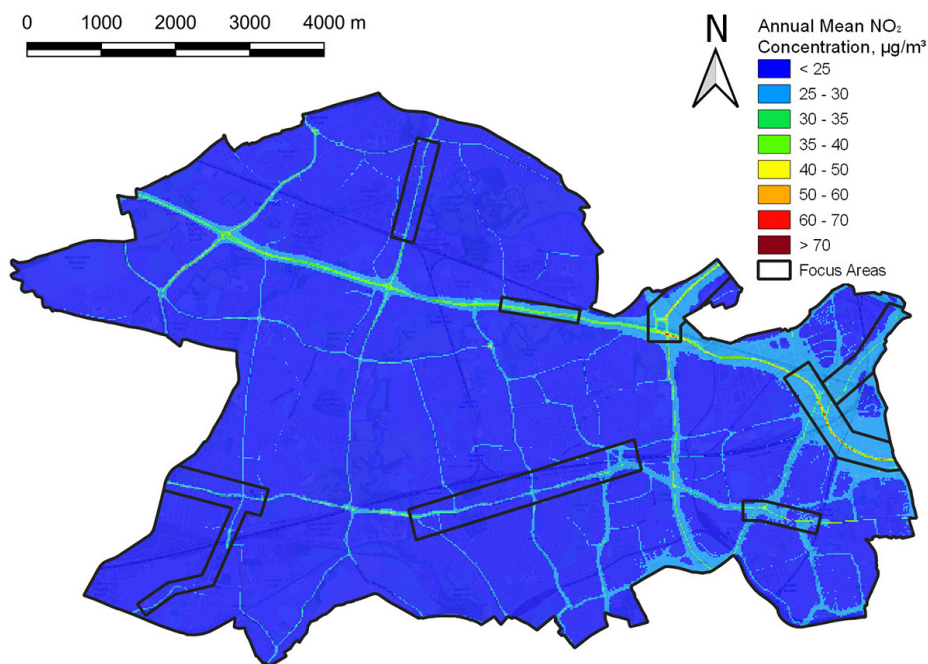 0 1000 2000 3000 4000 m
N
Annual Mean NO₂
Concentration, µg/m³
< 25
25 - 30
30 - 35
35 - 40
40 - 50
50 - 60
60 - 70
> 70
Focus Areas